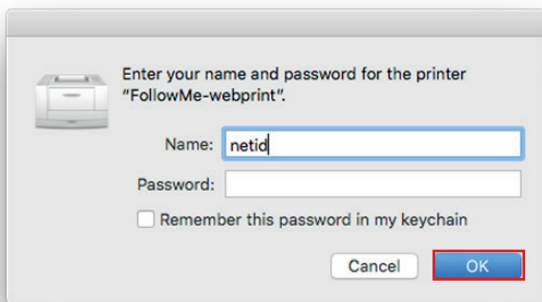 Enter your name and password for the printer
“FollowMe-webprint”.
Name: netid
Password:
Remember this password in my keychain
Cancel OK